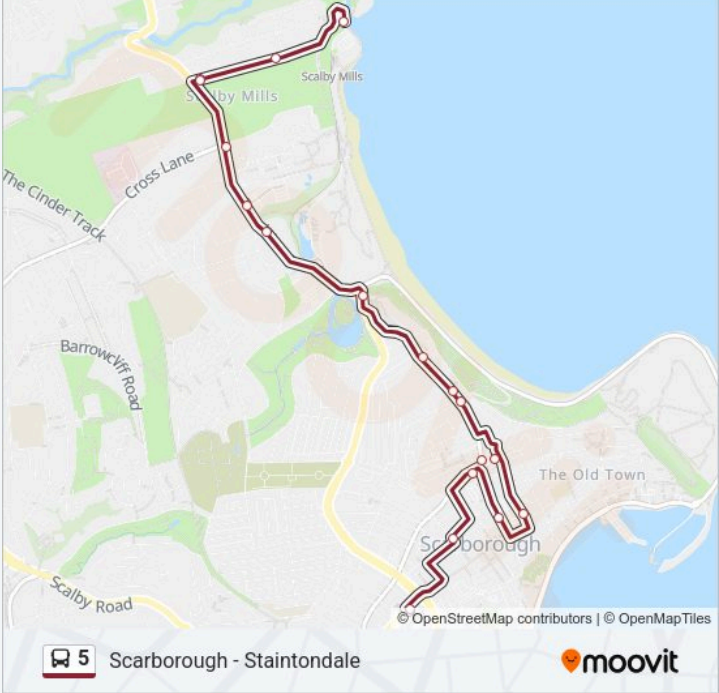 Scalby Mills
Scalby Mills
Cross Lane
The Cinder Track
Barrowcliff Road
The Old Town
Scarborough
Scalby Road
© OpenStreetMap contributors | © OpenMapTiles
5 Scarborough - Staintondale
moovit